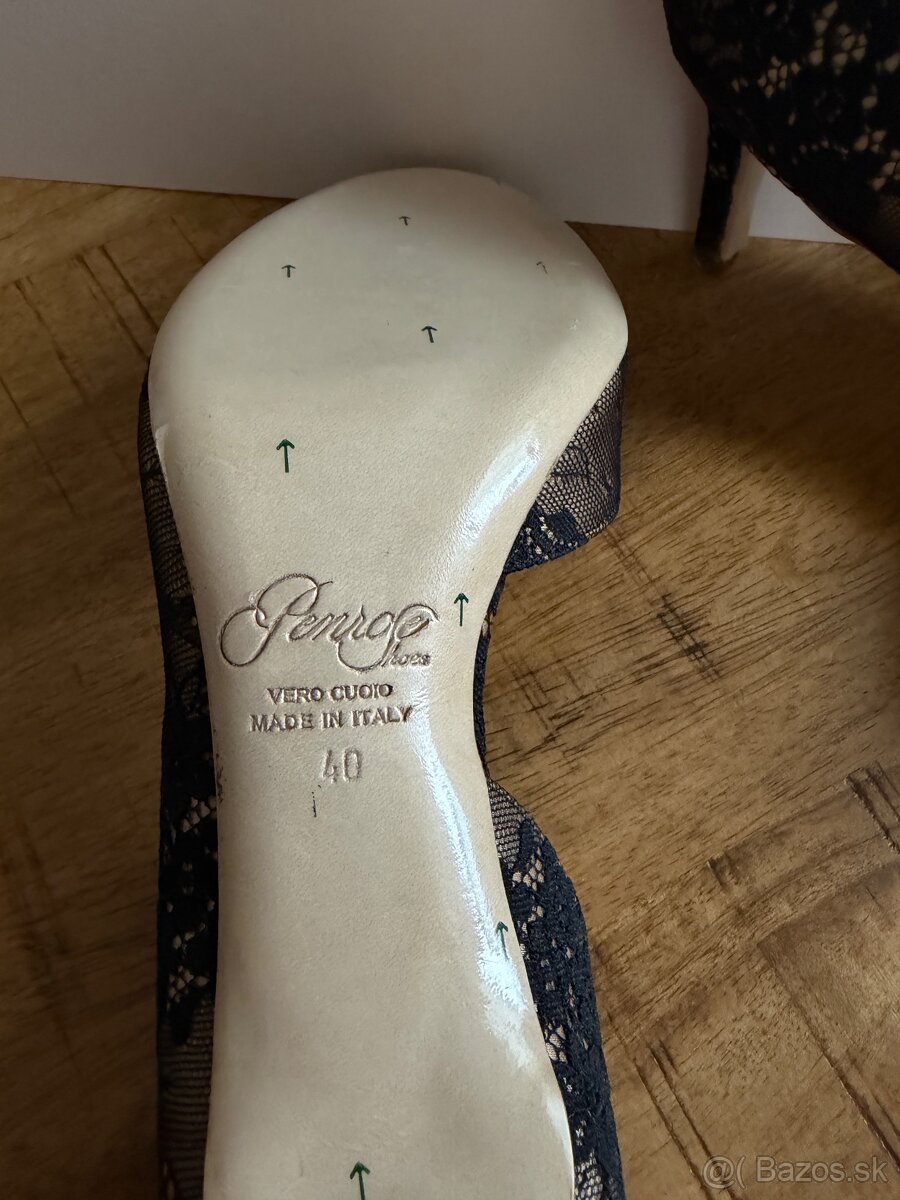 Penrose
Shoes
VERO CUOIO
MADE IN ITALY
40
@( Bazos.sk